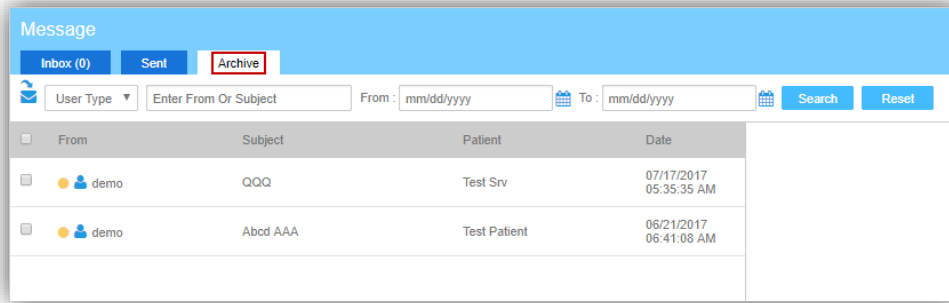 Message
Inbox (0) Sent Archive
User Type Enter From Or Subject From : mm/dd/yyyy To : mm/dd/yyyy Search Reset
From Subject Patient Date
demo QQQ Test Srv 07/17/2017
05:35:35 AM
demo Abcd AAA Test Patient 06/21/2017
06:41:08 AM